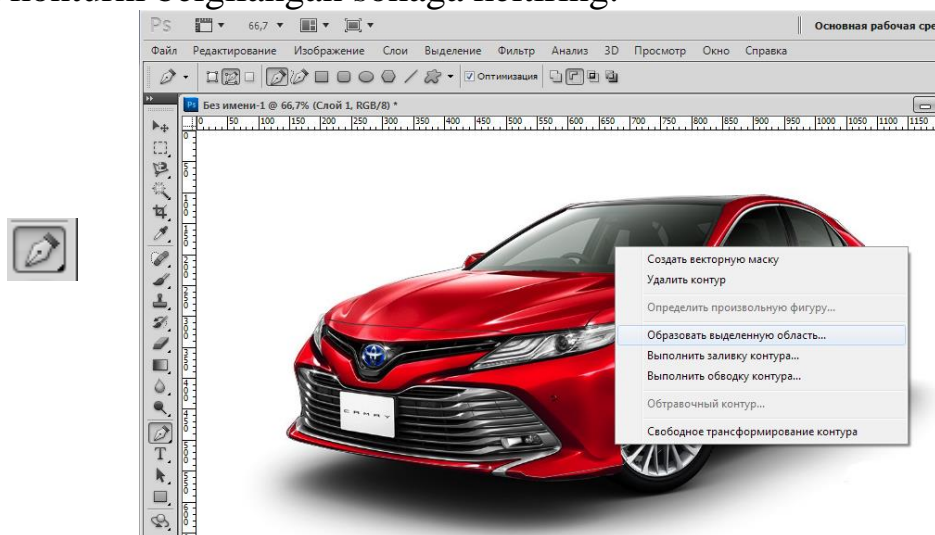 konturni belgilangan sohaga keltiring.
Ps 66,7 Основная рабочая сре
Файл Редактирование Изображение Слои Выделение Фильтр Анализ 3D Просмотр Окно Справка
Оптимизация
Без имени-1 @ 66,7% (Слой 1, RGB/8) *
0 50 100 150 200 250 300 350 400 450 500 550 600 650 700 750 800 850 900 950 1000 1050 1100 1150
Создать векторную маску
Удалить контур
Определить произвольную фигуру...
Образовать выделенную область...
Выполнить заливку контура...
Выполнить обводку контура...
Обтравочный контур...
Свободное трансформирование контура
CAMRY